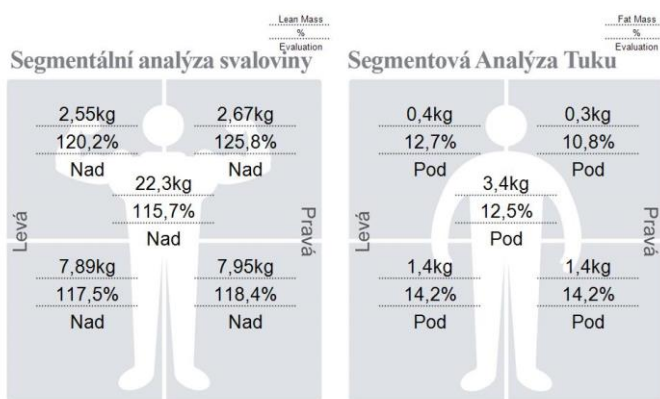 Lean Mass
%
Evaluation
Segmentální analýza svaloviny
2,55kg
120,2%
Nad
2,67kg
125,8%
Nad
22,3kg
115,7%
Nad
Levá
Pravá
7,89kg
117,5%
Nad
7,95kg
118,4%
Nad
Fat Mass
%
Evaluation
Segmentová Analýza Tuku
0,4kg
12,7%
Pod
0,3kg
10,8%
Pod
3,4kg
12,5%
Pod
Levá
Pravá
1,4kg
14,2%
Pod
1,4kg
14,2%
Pod